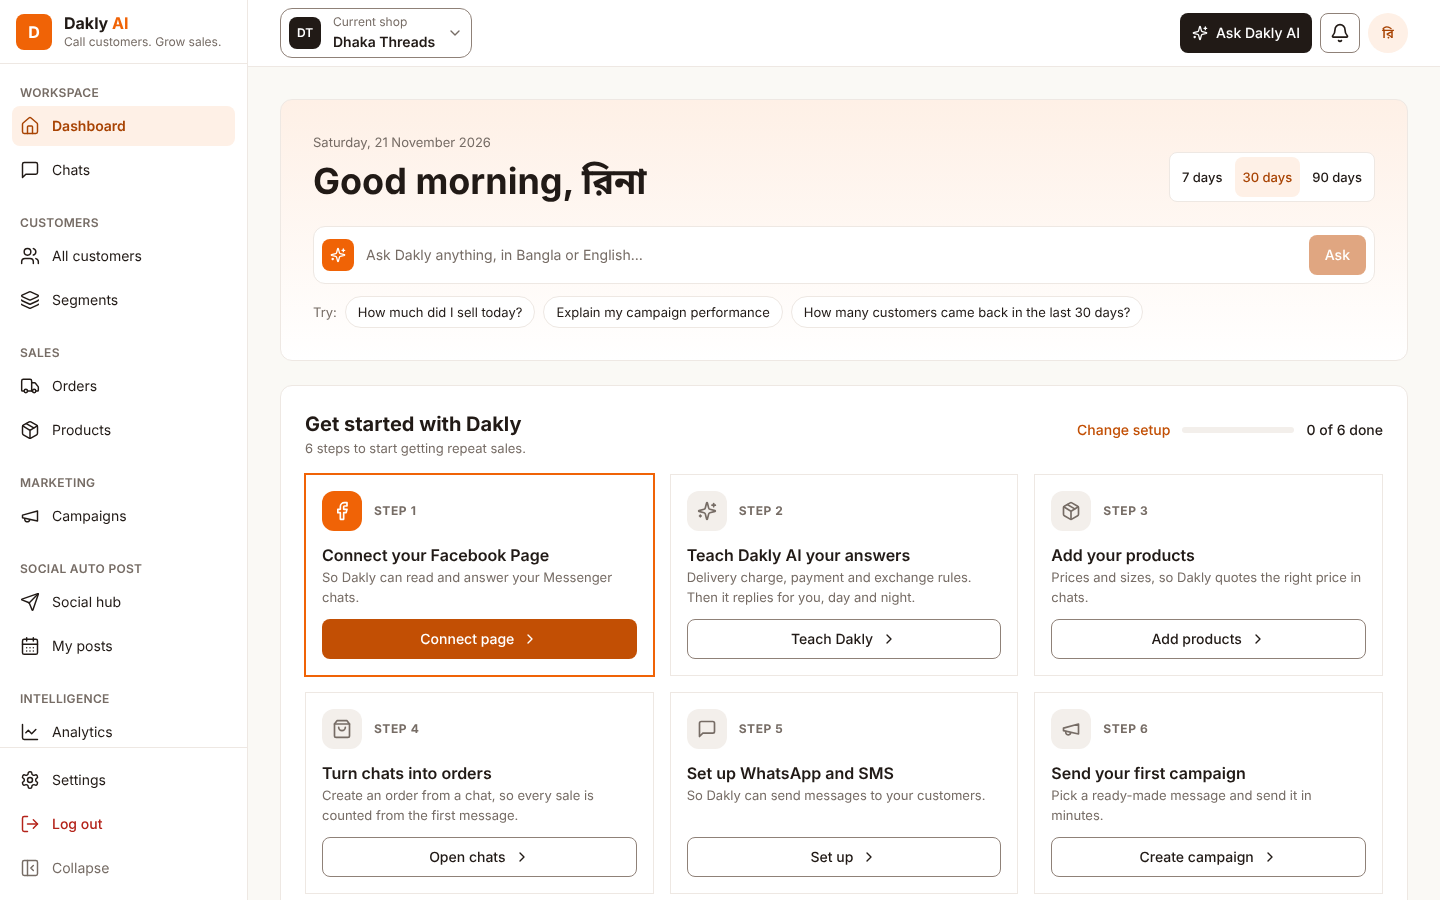 Dakly AI
Call customers. Grow sales.
WORKSPACE
Dashboard
Chats
CUSTOMERS
All customers
Segments
SALES
Orders
Products
MARKETING
Campaigns
SOCIAL AUTO POST
Social hub
My posts
INTELLIGENCE
Analytics
Settings
Log out
Collapse
D
DT
Current shop
Dhaka Threads
Ask Dakly AI
রি
Saturday, 21 November 2026
Good morning, রিনা
7 days
30 days
90 days
Ask Dakly anything, in Bangla or English...
Ask
Try:
How much did I sell today?
Explain my campaign performance
How many customers came back in the last 30 days?
Get started with Dakly
6 steps to start getting repeat sales.
Change setup
0 of 6 done
STEP 1
Connect your Facebook Page
So Dakly can read and answer your Messenger
chats.
Connect page
STEP 2
Teach Dakly AI your answers
Delivery charge, payment and exchange rules.
Then it replies for you, day and night.
Teach Dakly
STEP 3
Add your products
Prices and sizes, so Dakly quotes the right price in
chats.
Add products
STEP 4
Turn chats into orders
Create an order from a chat, so every sale is
counted from the first message.
Open chats
STEP 5
Set up WhatsApp and SMS
So Dakly can send messages to your customers.
Set up
STEP 6
Send your first campaign
Pick a ready-made message and send it in
minutes.
Create campaign